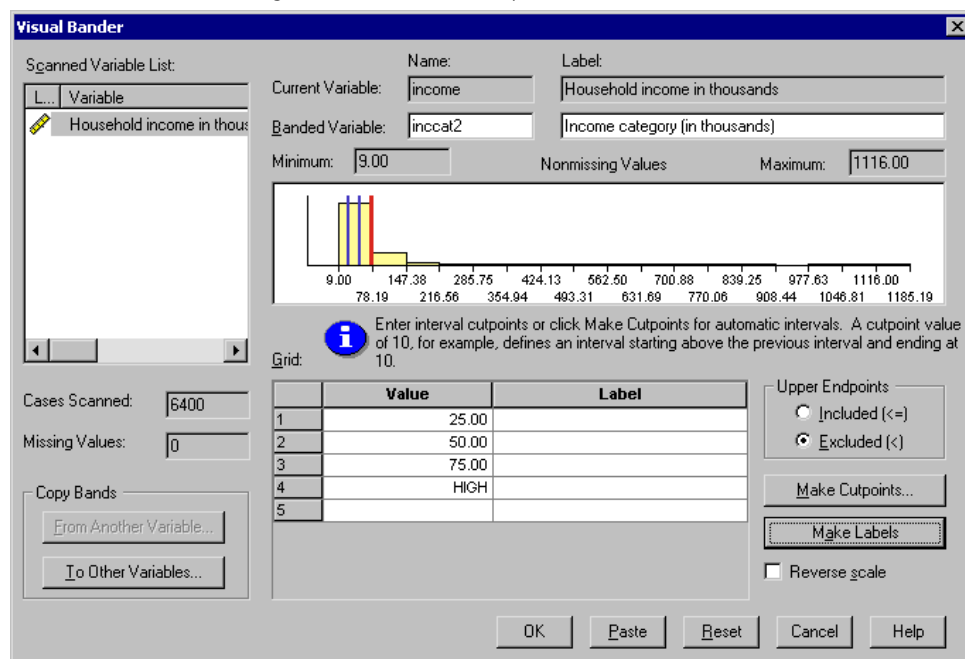 Visual Bander
Scanned Variable List:
L... Variable
Household income in thous
Cases Scanned: 6400
Missing Values: 0
Copy Bands
From Another Variable...
To Other Variables...
Name: Label:
Current Variable: income Household income in thousands
Banded Variable: inccat2 Income category (in thousands)
Minimum: 9.00 Nonmissing Values Maximum: 1116.00
9.00 147.38 285.75 424.13 562.50 700.88 839.25 977.63 1116.00
78.19 216.56 354.94 493.31 631.69 770.06 908.44 1046.81 1185.19
Enter interval cutpoints or click Make Cutpoints for automatic intervals. A cutpoint value
of 10, for example, defines an interval starting above the previous interval and ending at
10.
Grid:
Value Label
1 25.00
2 50.00
3 75.00
4 HIGH
5
Upper Endpoints
Included (<=)
Excluded (<)
Make Cutpoints...
Make Labels
Reverse scale
OK Paste Reset Cancel Help